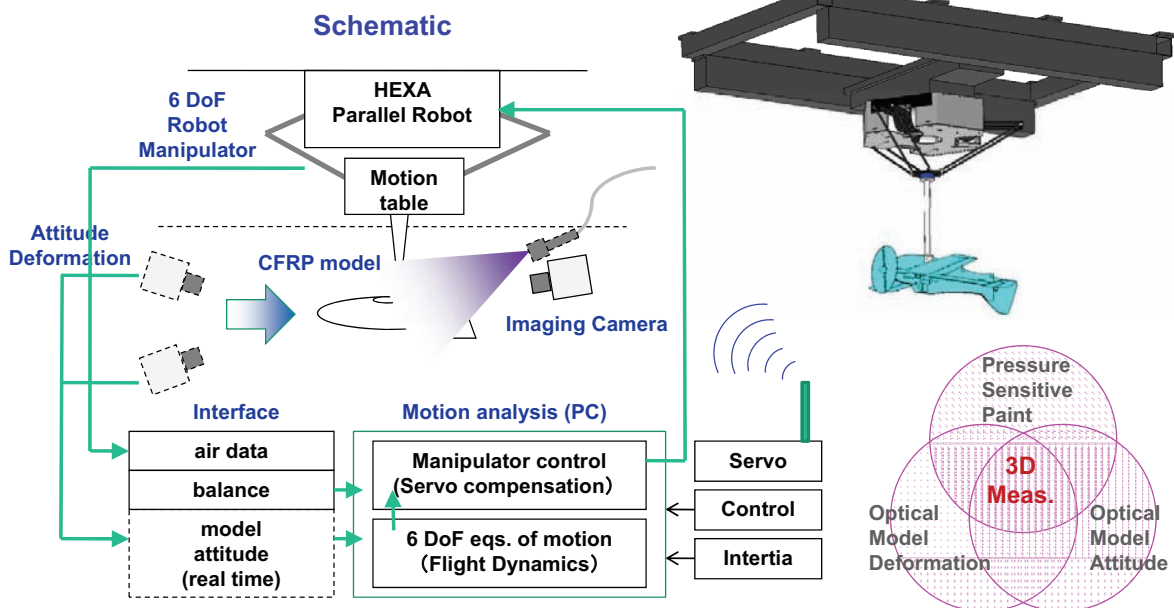 Schematic
6 DoF
Robot
Manipulator
HEXA
Parallel Robot
Motion
table
Attitude
Deformation
CFRP model
Imaging Camera
Interface
Motion analysis (PC)
air data
balance
model
attitude
(real time)
Manipulator control
(Servo compensation）
6 DoF eqs. of motion
（Flight Dynamics）
Servo
Control
Intertia
Pressure
Sensitive
Paint
3D
Meas.
Optical
Model
Deformation
Optical
Model
Attitude